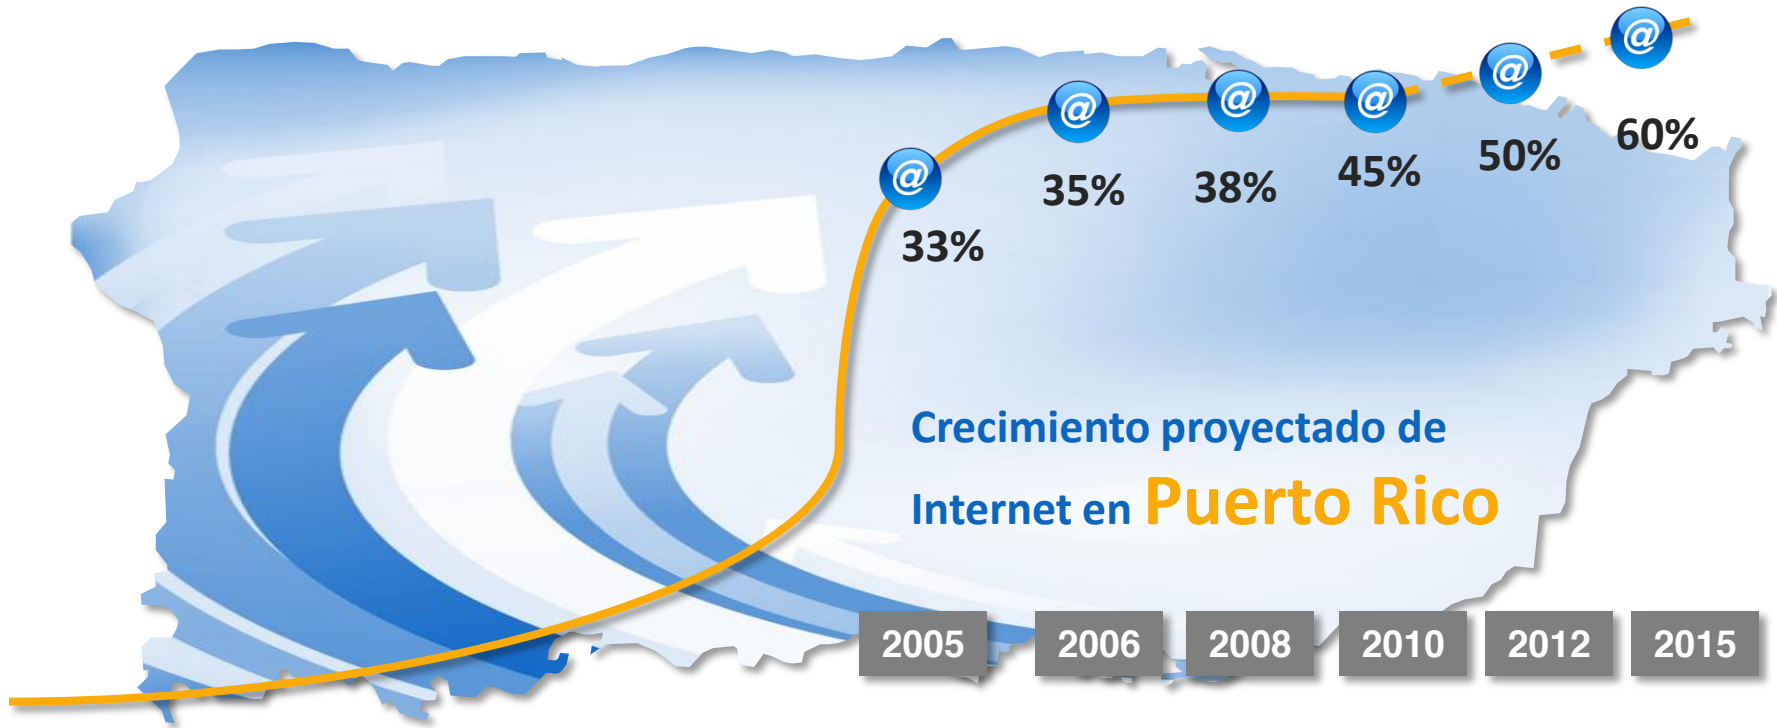 @ @ @ @ @ @
33% 35% 38% 45% 50% 60%
Crecimiento proyectado de
Internet en Puerto Rico
2005 2006 2008 2010 2012 2015